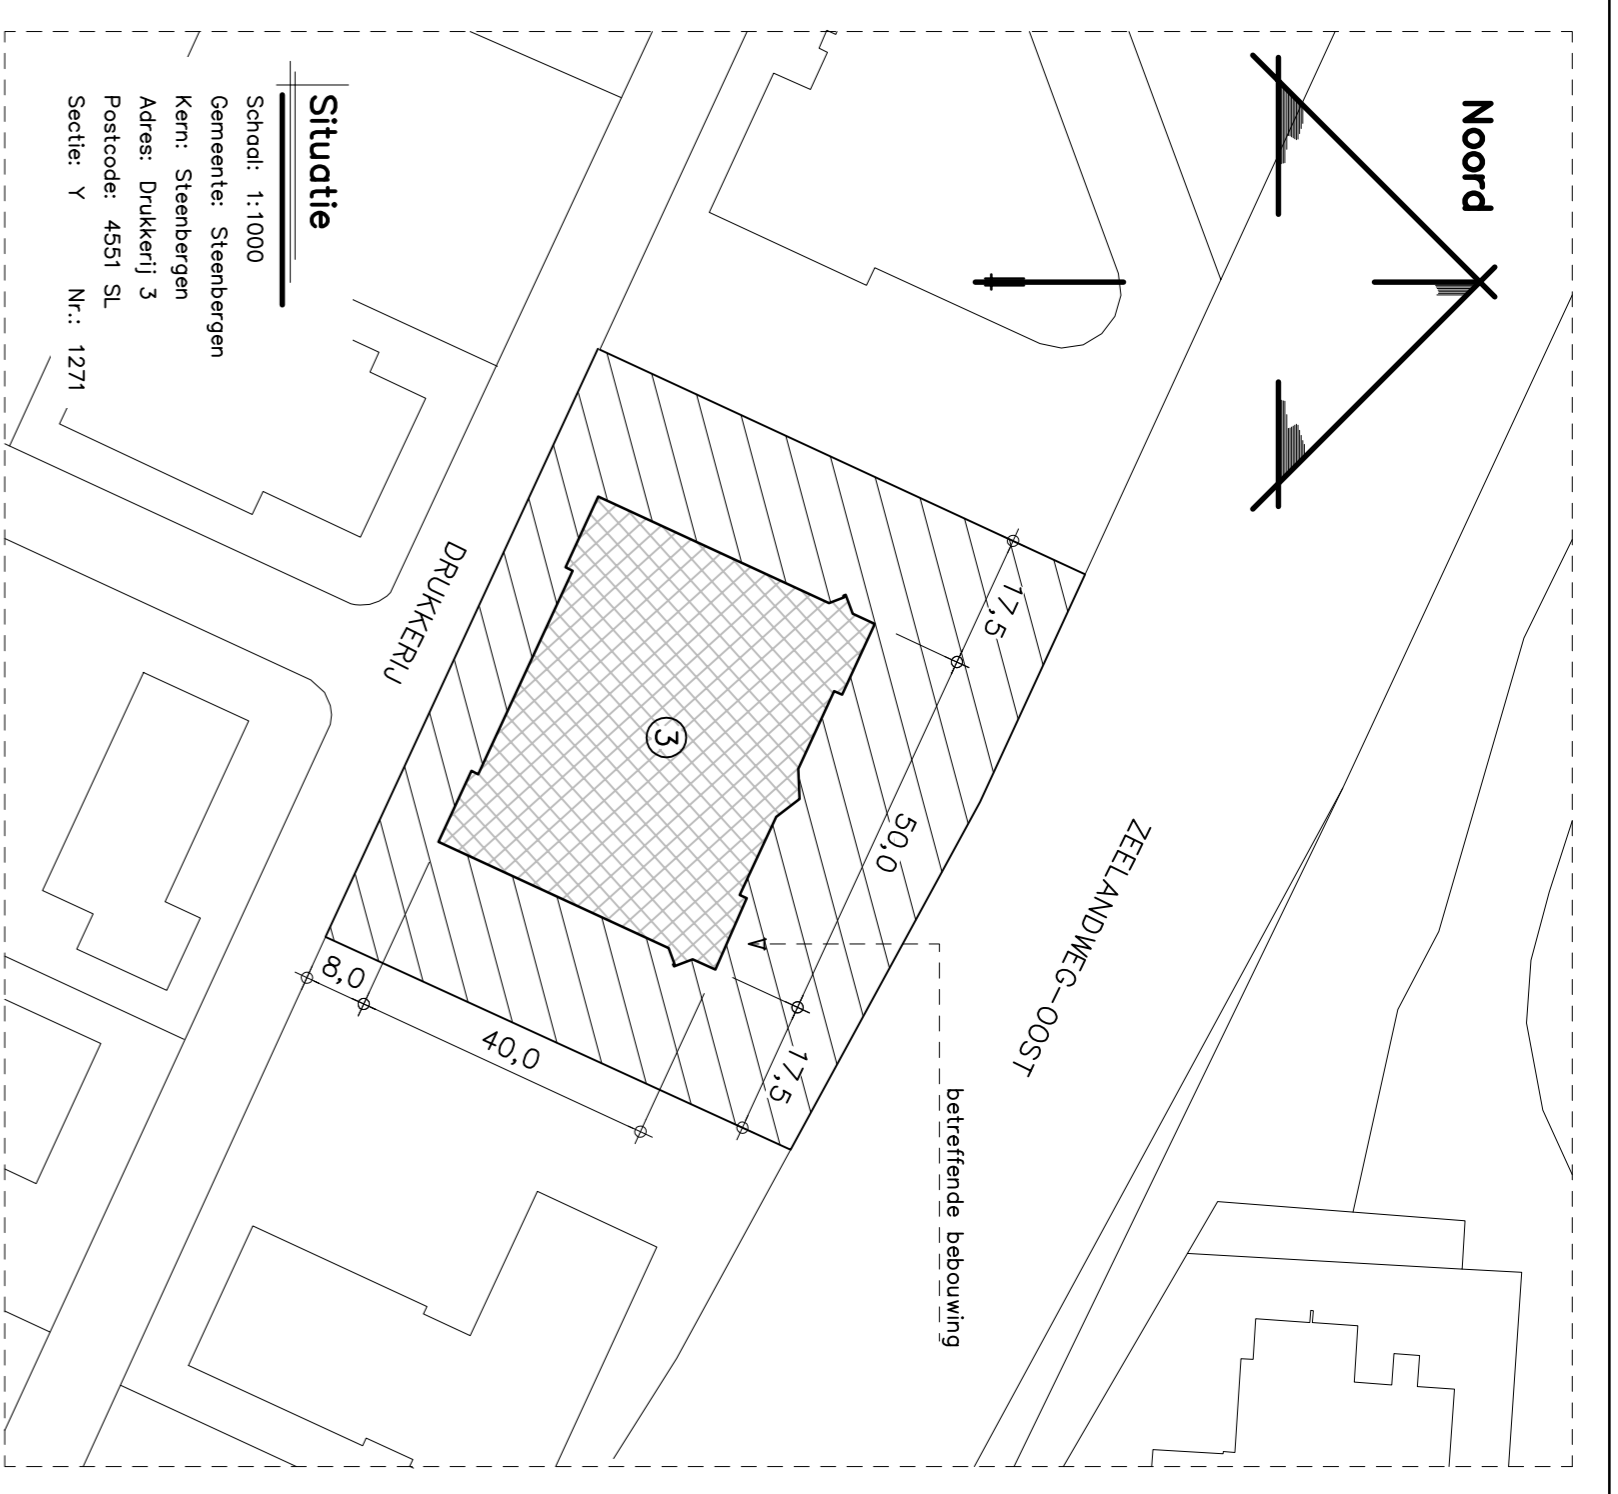 Noord
Situatie
Schaal: 1:1000
Gemeente: Steenbergen
Kern: Steenbergen
Adres: Drukkerij 3
Postcode: 4551 SL
Sectie: Y Nr.: 1271
ZEELANDWEG-OOST
DRUKKERIJ
3
17,5
50,0
17,5
8,0
40,0
betreffende bebouwing